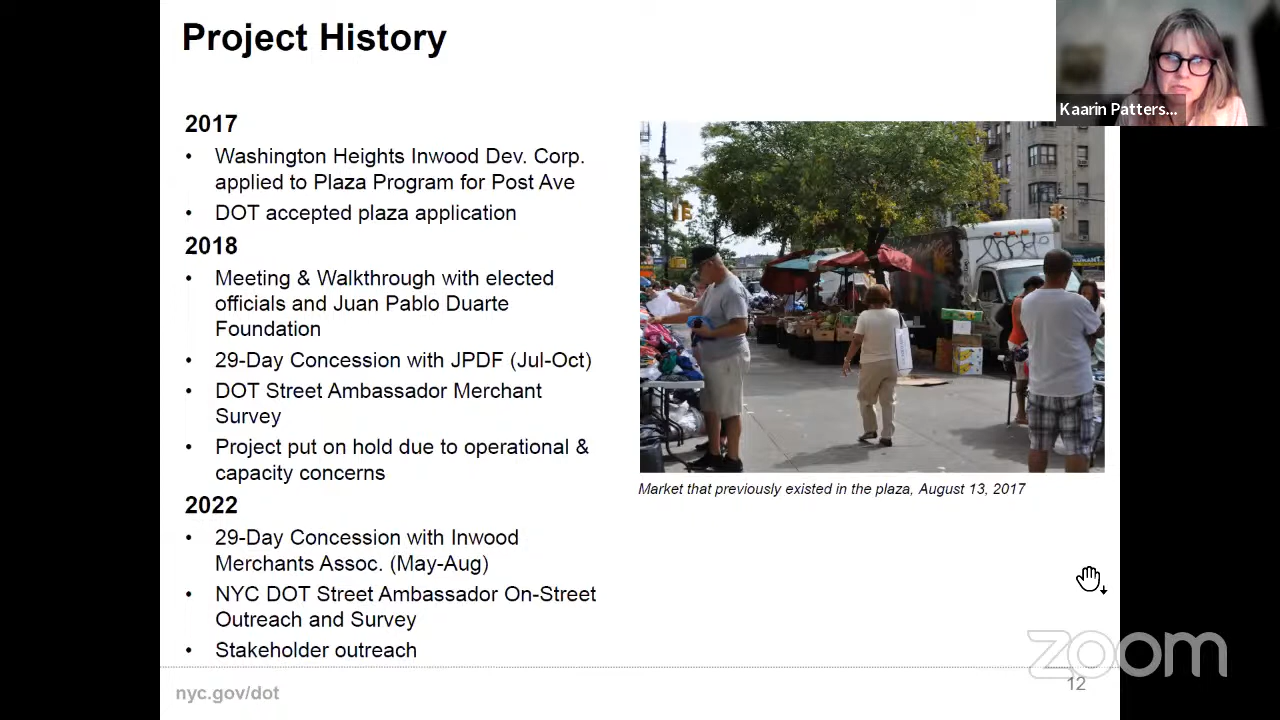 Project History
Kaarin Patters...
2017
• Washington Heights Inwood Dev. Corp.
applied to Plaza Program for Post Ave
• DOT accepted plaza application
2018
• Meeting & Walkthrough with elected
officials and Juan Pablo Duarte
Foundation
• 29-Day Concession with JPDF (Jul-Oct)
• DOT Street Ambassador Merchant
Survey
• Project put on hold due to operational &
capacity concerns
2022
• 29-Day Concession with Inwood
Merchants Assoc. (May-Aug)
• NYC DOT Street Ambassador On-Street
Outreach and Survey
• Stakeholder outreach
Market that previously existed in the plaza, August 13, 2017
zoom
nyc.gov/dot
12